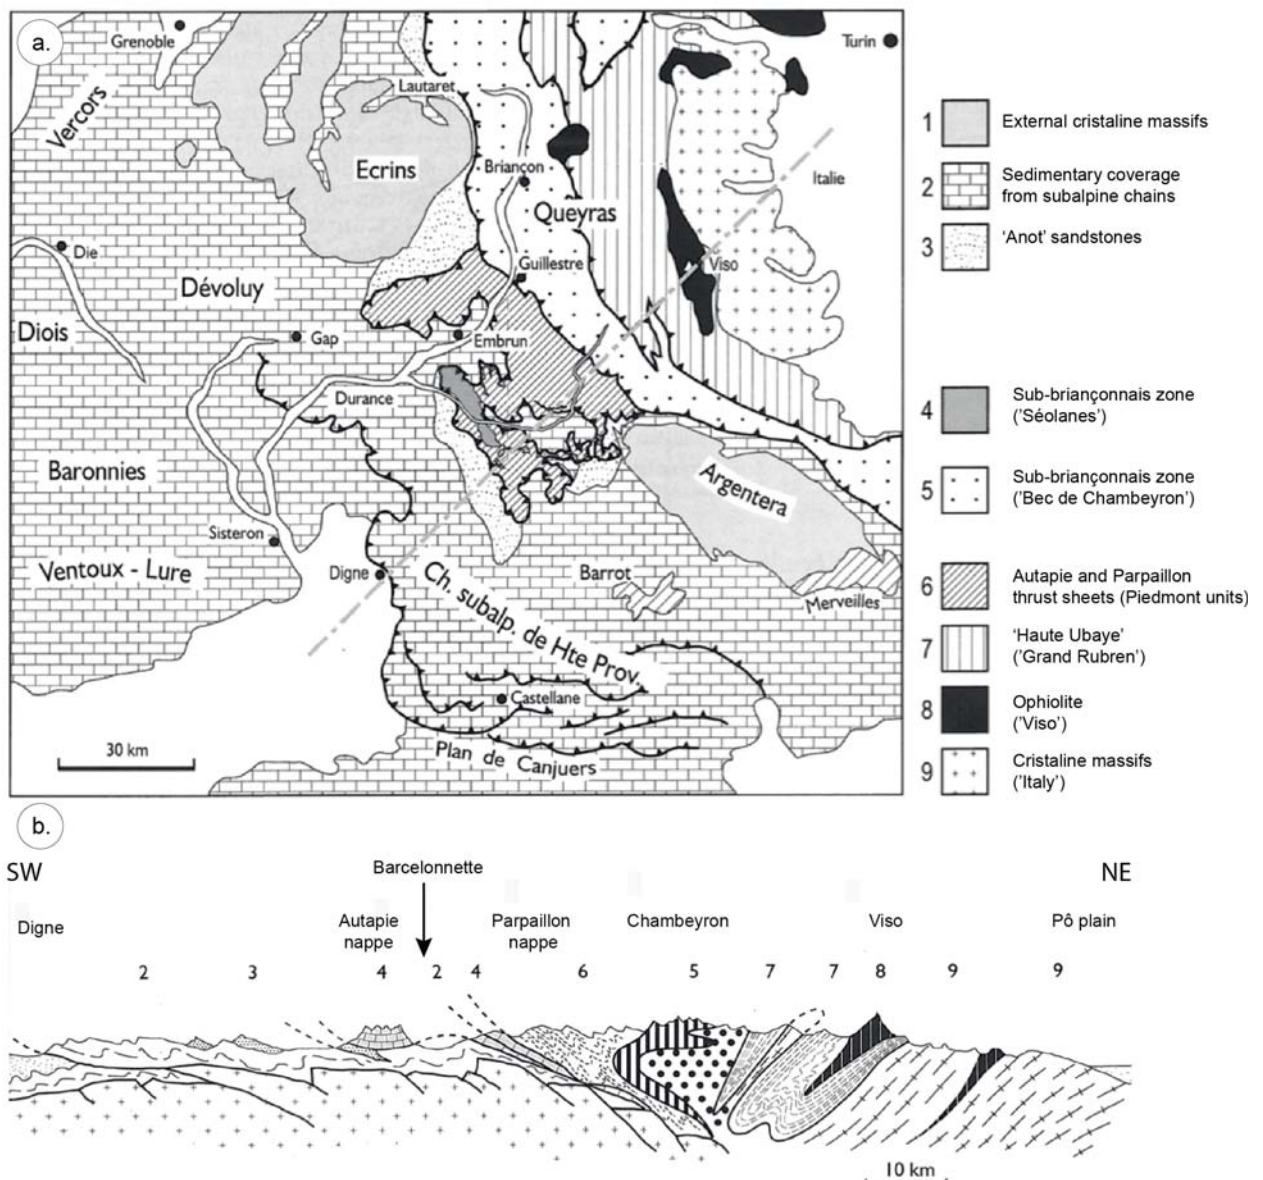 a.
Grenoble
Turin
Lautaret
Vercors
Ecrins
Briançon
Italie
Queyras
Die
Guillestre
Viso
Dévoluy
Diois
Gap
Embrun
Durance
Baronnies
Argentera
Sisteron
Ventoux - Lure
Digne
Ch. subalp. de Hte Prov.
Barrot
Merveilles
Castellane
30 km
Plan de Canjuers
1 External cristaline massifs
2 Sedimentary coverage
from subalpine chains
3 'Anot' sandstones
4 Sub-briançonnais zone
('Séolanes')
5 Sub-briançonnais zone
('Bec de Chambeyron')
6 Autapie and Parpaillon
thrust sheets (Piedmont units)
7 'Haute Ubaye'
('Grand Rubren')
8 Ophiolite
('Viso')
9 Cristaline massifs
('Italy')
b.
SW Barcelonnette NE
Digne Autapie Parpaillon Chambeyron Viso Pô plain
nappe nappe
2 3 4 2 4 6 5 7 7 8 9 9
10 km